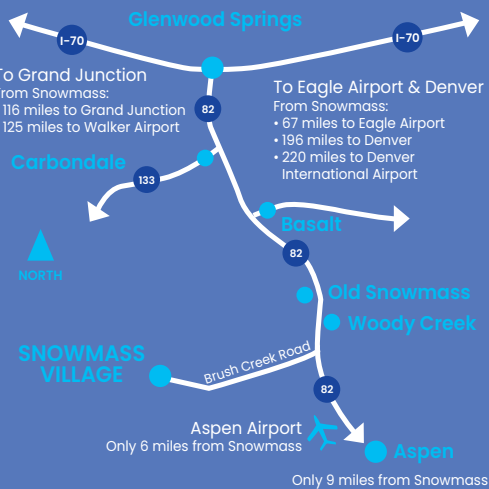 Glenwood Springs
I-70
I-70
To Grand Junction
From Snowmass:
116 miles to Grand Junction
125 miles to Walker Airport
82
To Eagle Airport & Denver
From Snowmass:
• 67 miles to Eagle Airport
• 196 miles to Denver
• 220 miles to Denver
International Airport
Carbondale
133
Basalt
NORTH
82
Old Snowmass
Woody Creek
SNOWMASS
VILLAGE
Brush Creek Road
82
Aspen Airport
Only 6 miles from Snowmass
Aspen
Only 9 miles from Snowmass